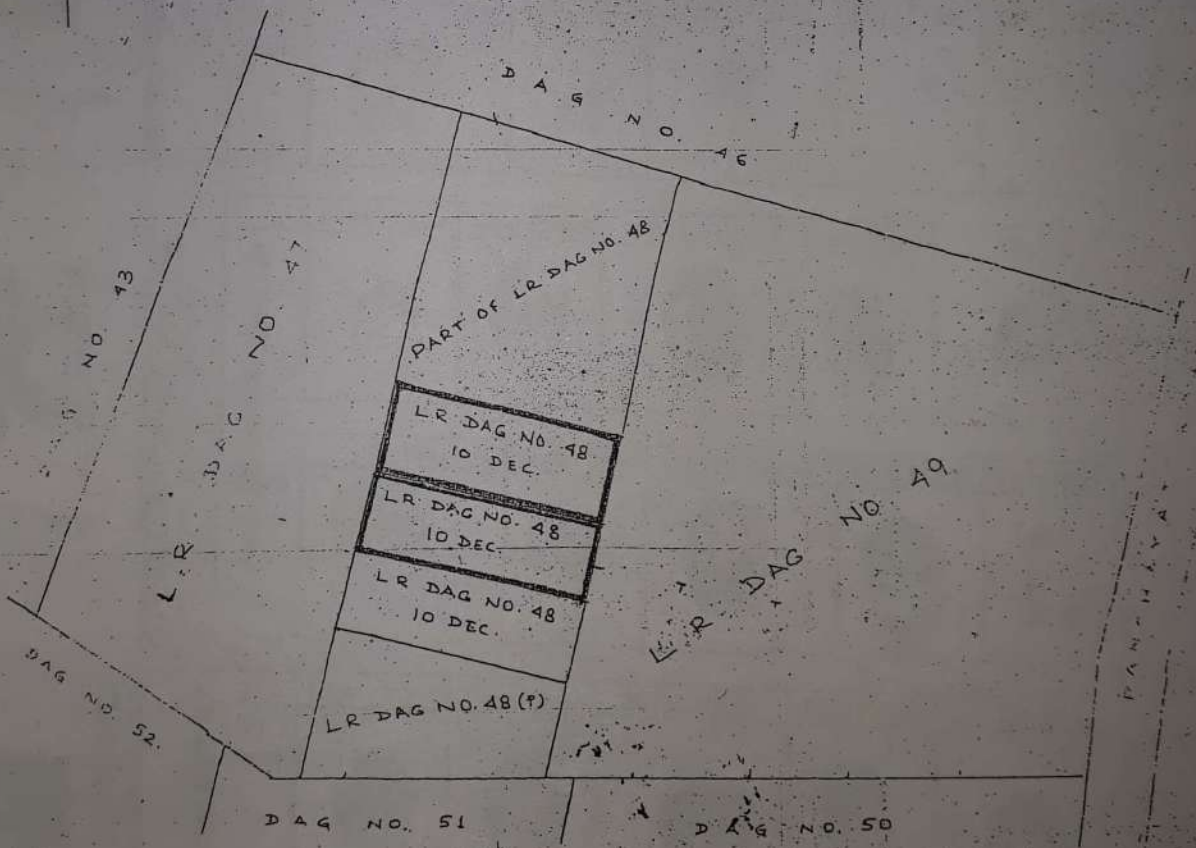 DAG NO. 46
NO. 43
L.R. DAG NO. 47
PART OF LR DAG NO. 48
LR DAG NO. 48
10 DEC.
LR DAG NO. 48
10 DEC.
LR DAG NO. 48
10 DEC.
LR DAG NO. 48(P)
L.R. DAG NO. 49
DAG NO. 52.
DAG NO. 51
DAG NO. 50